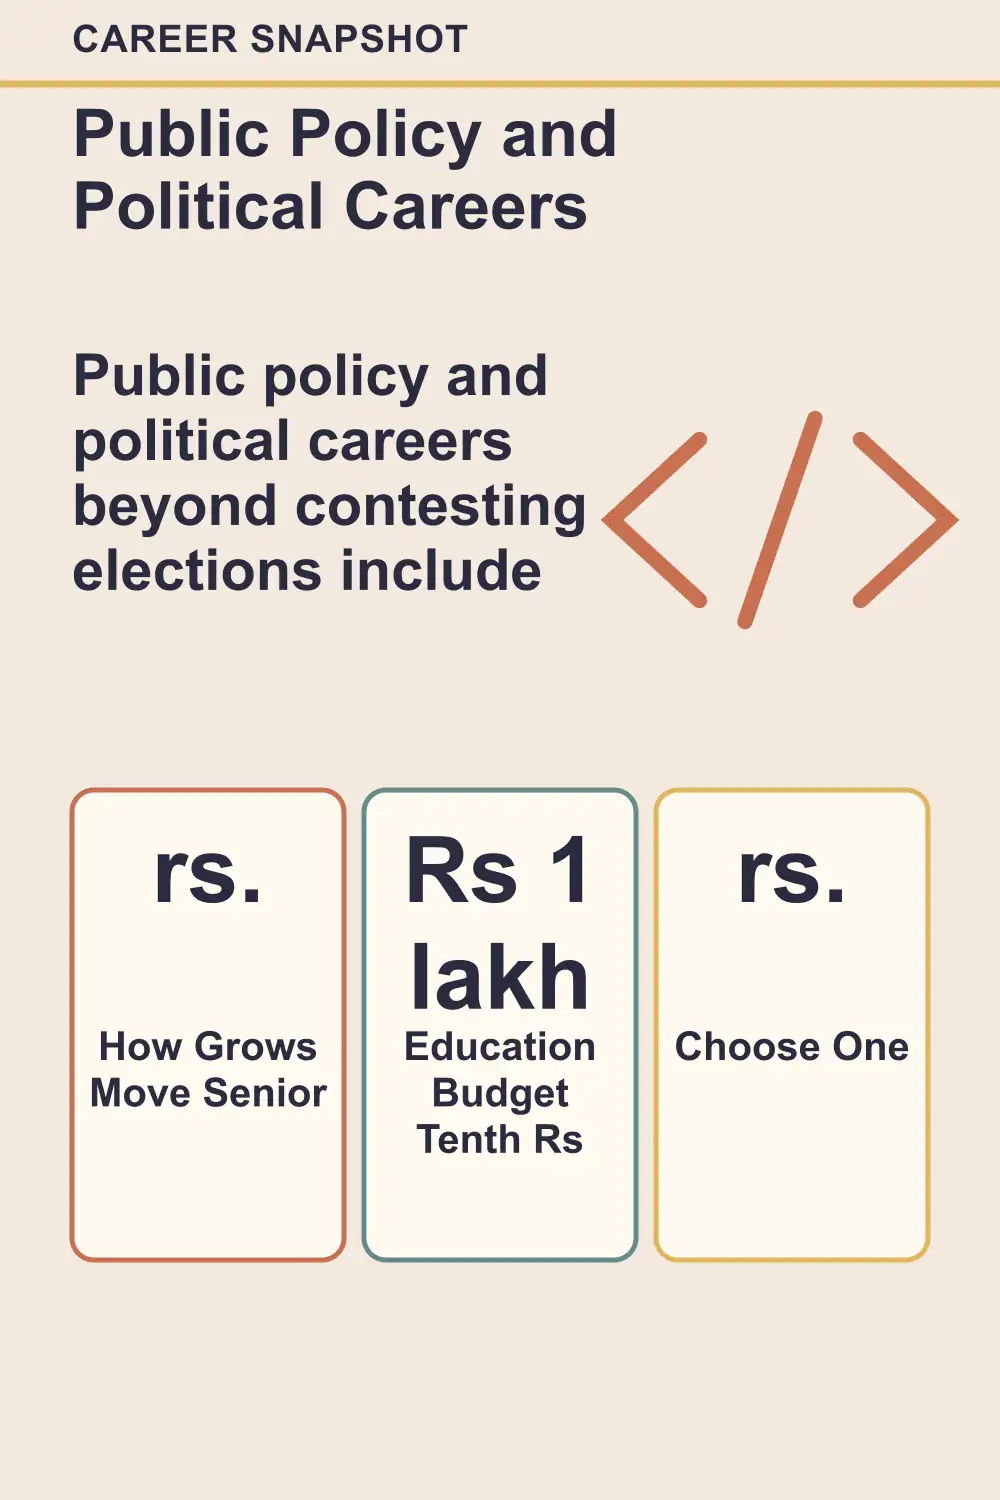 CAREER SNAPSHOT
Public Policy and
Political Careers
Public policy and
political careers
beyond contesting
elections include
rs.
How Grows
Move Senior
Rs 1
lakh
Education
Budget
Tenth Rs
rs.
Choose One